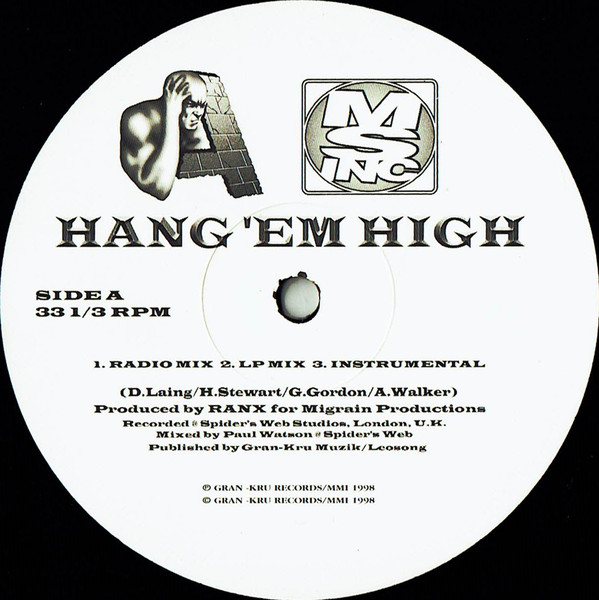 MS INC
HANG 'EM HIGH
SIDE A
33 1/3 RPM
1. RADIO MIX 2. LP MIX 3. INSTRUMENTAL
(D.Laing/H.Stewart/G.Gordon/A.Walker)
Produced by RANX for Migrain Productions
Recorded @ Spider's Web Studios, London, U.K.
Mixed by Paul Watson @ Spider's Web
Published by Gran-Kru Muzik/Leosong
℗ GRAN -KRU RECORDS/MMI 1998
© GRAN -KRU RECORDS/MMI 1998